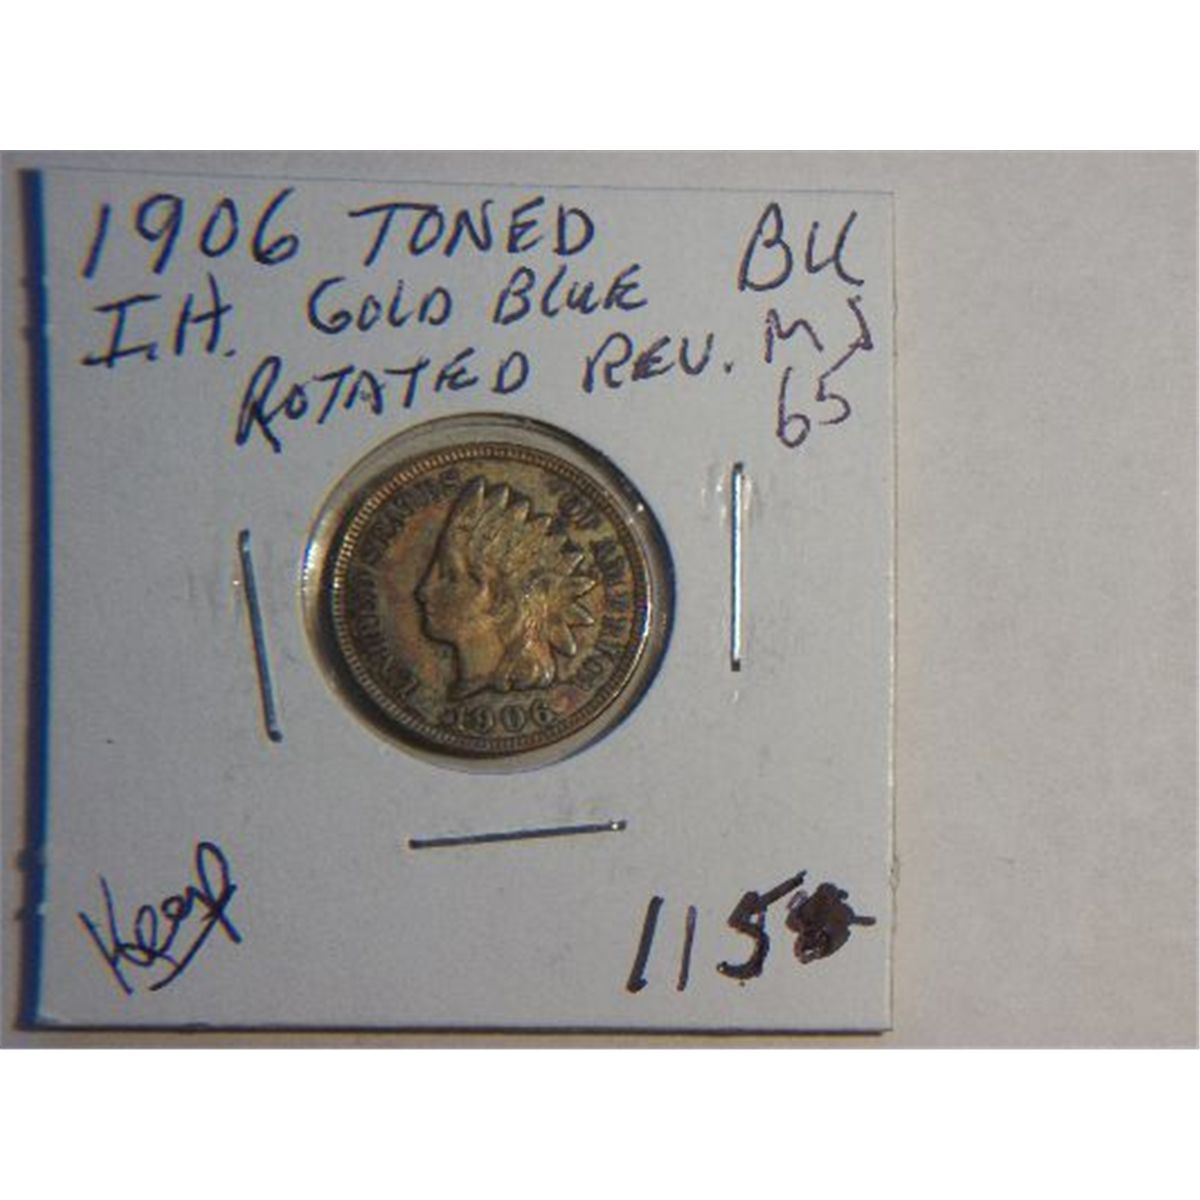 1906 TONED BU
I.H. GOLD BLUE MS
ROTATED REV. 65
UNITED STATES OF AMERICA
1906
Keep
115